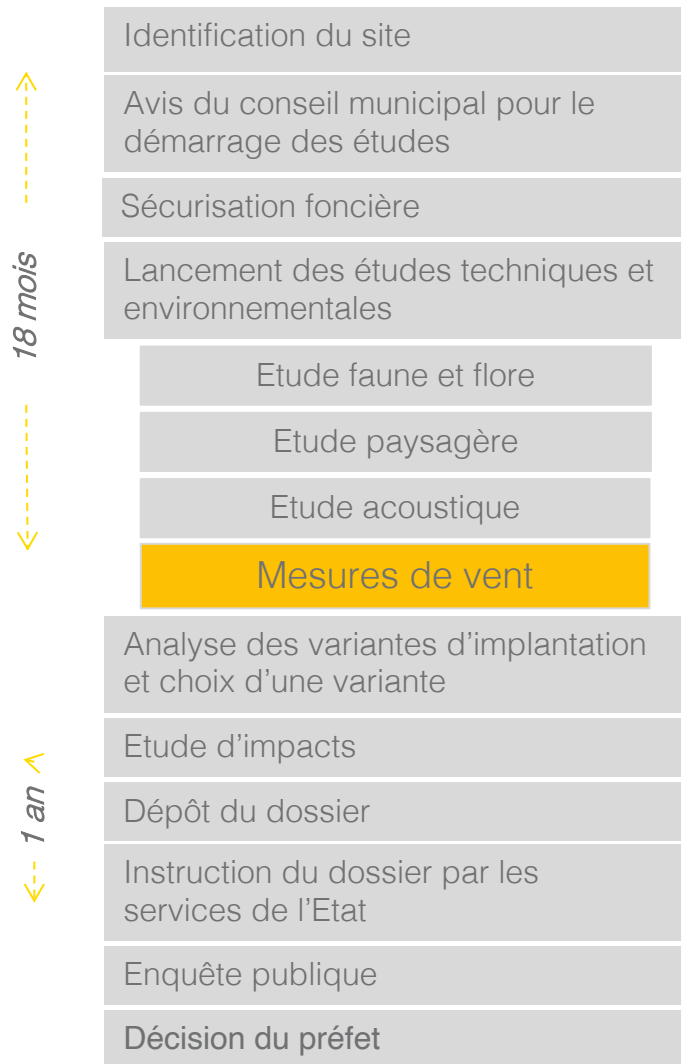 Identification du site
Avis du conseil municipal pour le
démarrage des études
Sécurisation foncière
Lancement des études techniques et
environnementales
18 mois
Etude faune et flore
Etude paysagère
Etude acoustique
Mesures de vent
Analyse des variantes d’implantation
et choix d’une variante
Etude d’impacts
1 an
Dépôt du dossier
Instruction du dossier par les
services de l’Etat
Enquête publique
Décision du préfet